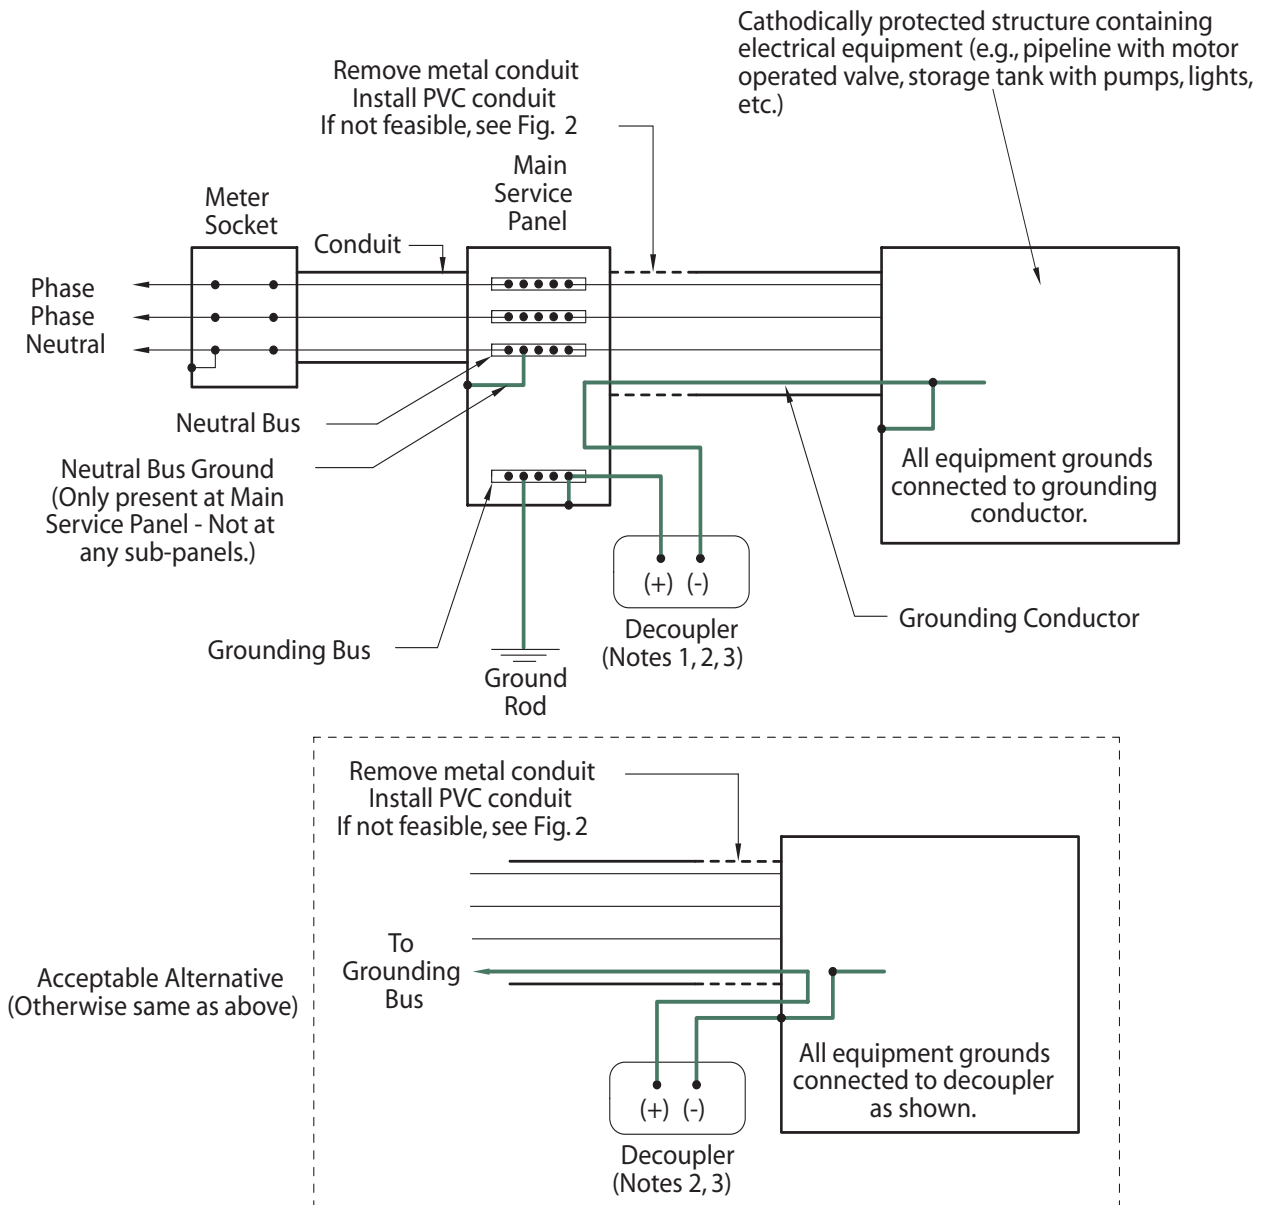 Cathodically protected structure containing
electrical equipment (e.g., pipeline with motor
operated valve, storage tank with pumps, lights,
etc.)
Remove metal conduit
Install PVC conduit
If not feasible, see Fig. 2
Main
Service
Panel
Meter
Socket
Conduit
Phase
Phase
Neutral
Neutral Bus
Neutral Bus Ground
(Only present at Main
Service Panel - Not at
any sub-panels.)
All equipment grounds
connected to grounding
conductor.
(+) (-)
Decoupler
(Notes 1, 2, 3)
Grounding Conductor
Grounding Bus
Ground
Rod
Remove metal conduit
Install PVC conduit
If not feasible, see Fig. 2
To
Grounding
Bus
Acceptable Alternative
(Otherwise same as above)
All equipment grounds
connected to decoupler
as shown.
(+) (-)
Decoupler
(Notes 2, 3)